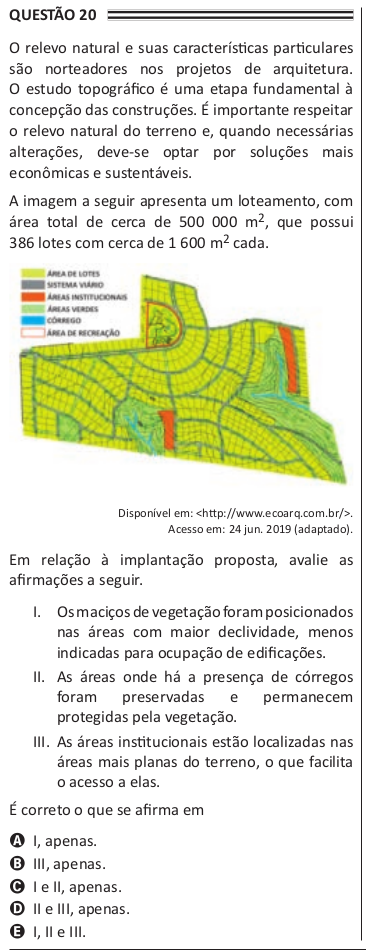 QUESTÃO 20
O relevo natural e suas características particulares
são norteadores nos projetos de arquitetura.
O estudo topográfico é uma etapa fundamental à
concepção das construções. É importante respeitar
o relevo natural do terreno e, quando necessárias
alterações, deve-se optar por soluções mais
econômicas e sustentáveis.
A imagem a seguir apresenta um loteamento, com
área total de cerca de 500 000 m², que possui
386 lotes com cerca de 1 600 m² cada.
ÁREA DE LOTES
SISTEMA VIÁRIO
ÁREAS INSTITUCIONAIS
ÁREAS VERDES
CÓRREGO
ÁREA DE RECREAÇÃO
Disponível em: <http://www.ecoarq.com.br/>.
Acesso em: 24 jun. 2019 (adaptado).
Em relação à implantação proposta, avalie as
afirmações a seguir.
I. Os maciços de vegetação foram posicionados
nas áreas com maior declividade, menos
indicadas para ocupação de edificações.
II. As áreas onde há a presença de córregos
foram preservadas e permanecem
protegidas pela vegetação.
III. As áreas institucionais estão localizadas nas
áreas mais planas do terreno, o que facilita
o acesso a elas.
É correto o que se afirma em
A I, apenas.
B III, apenas.
C I e II, apenas.
D II e III, apenas.
E I, II e III.